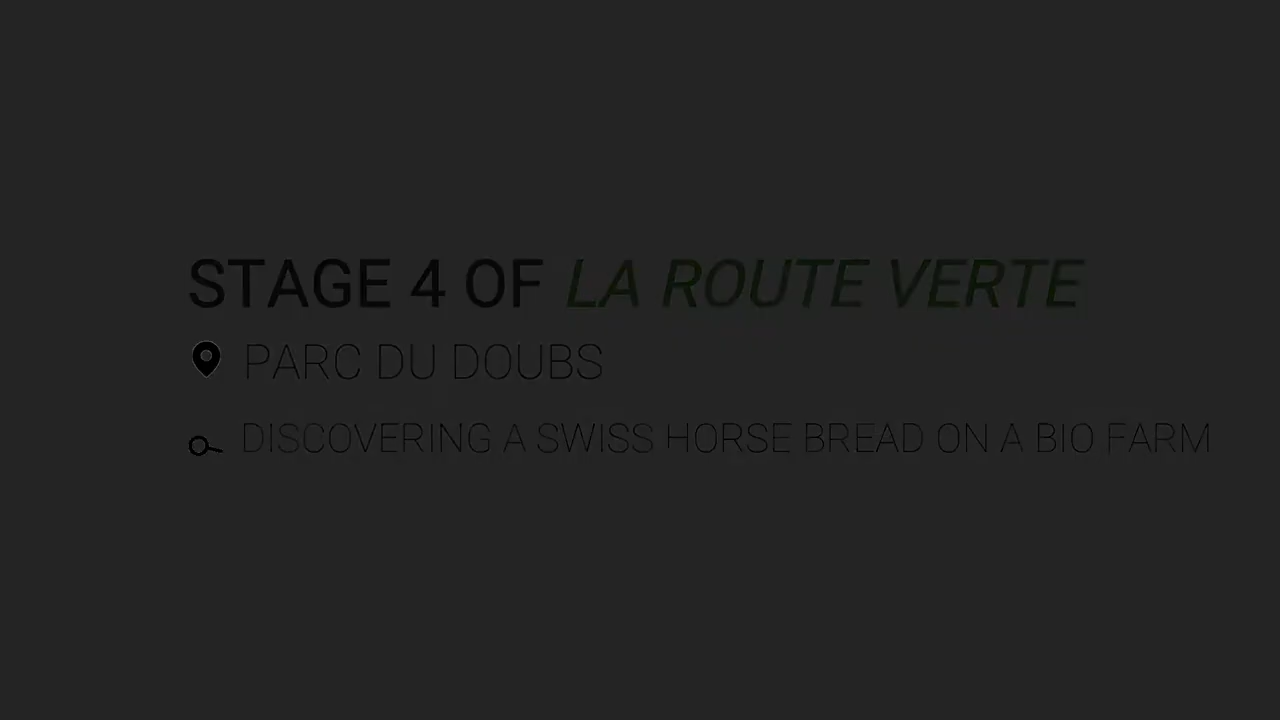 STAGE 4 OF LA ROUTE VERTE
PARC DU DOUBS
DISCOVERING A SWISS HORSE BREAD ON A BIO FARM